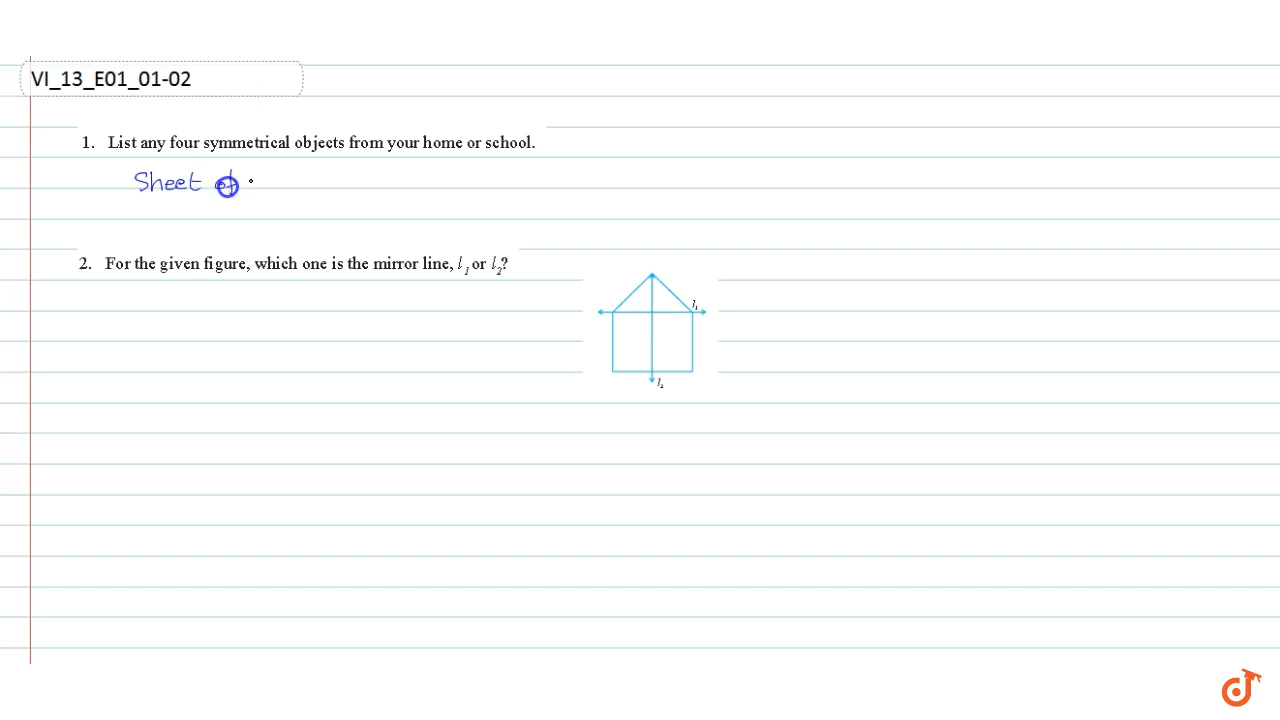 VI_13_E01_01-02
1. List any four symmetrical objects from your home or school.
Sheet of
2. For the given figure, which one is the mirror line, l1 or l2?
l1
l2